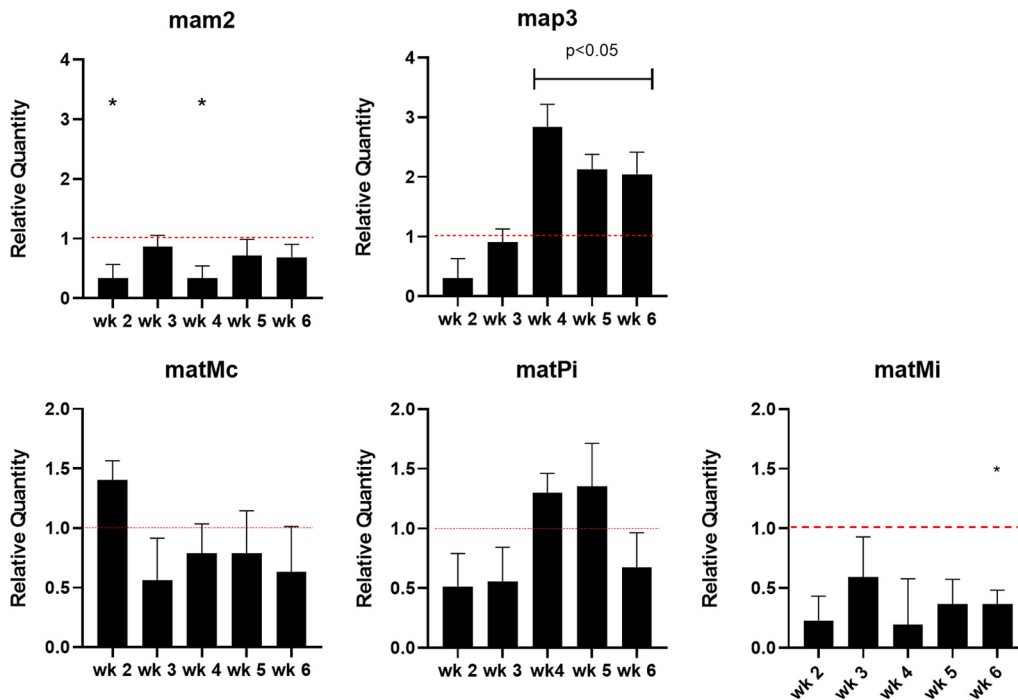 mam2
Relative Quantity
4
3
2
1
0
*
*
wk 2 wk 3 wk 4 wk 5 wk 6
map3
p<0.05
Relative Quantity
4
3
2
1
0
wk 2 wk 3 wk 4 wk 5 wk 6
matMc
Relative Quantity
2.0
1.5
1.0
0.5
0.0
wk 2 wk 3 wk 4 wk 5 wk 6
matPi
Relative Quantity
2.0
1.5
1.0
0.5
0.0
wk 2 wk 3 wk4 wk 5 wk 6
matMi
Relative Quantity
2.0
1.5
1.0
0.5
0.0
*
wk 2 wk 3 wk 4 wk 5 wk 6